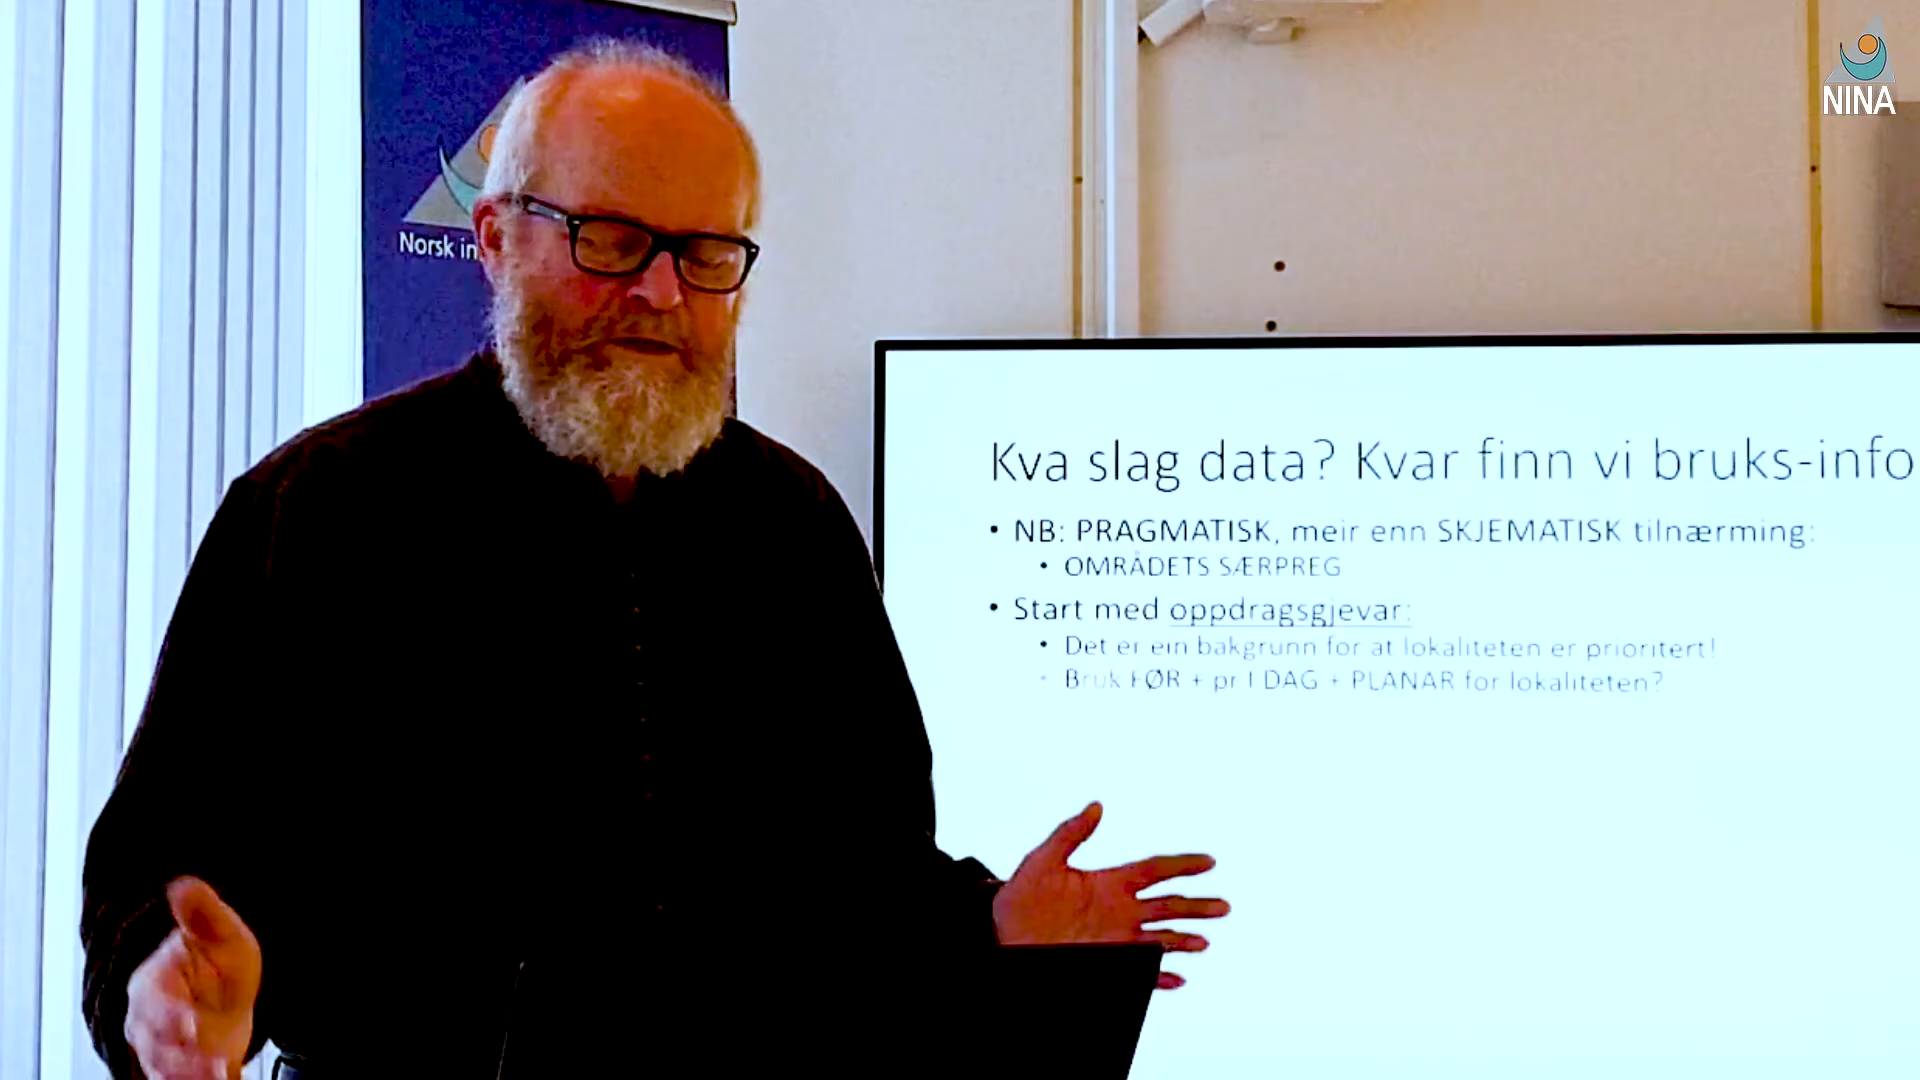 NINA
Norsk in
Kva slag data? Kvar finn vi bruks-info
• NB: PRAGMATISK, meir enn SKJEMATISK tilnærming:
• OMRÅDETS SÆRPREG
• Start med oppdragsgjevar:
• Det er ein bakgrunn for at lokaliteten er prioritert!
• Bruk FØR + pr I DAG + PLANAR for lokaliteten?